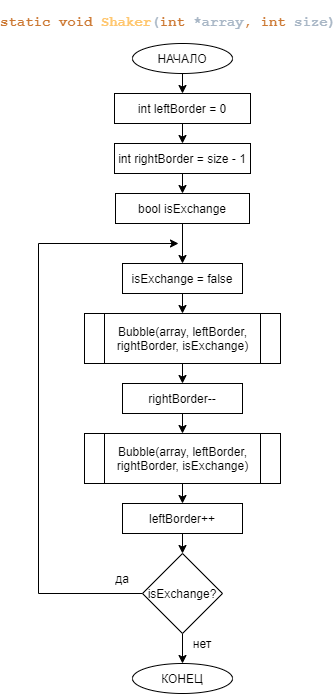 static void Shaker(int *array, int size)
НАЧАЛО
int leftBorder = 0
int rightBorder = size - 1
bool isExchange
isExchange = false
Bubble(array, leftBorder,
rightBorder, isExchange)
rightBorder--
Bubble(array, leftBorder,
rightBorder, isExchange)
leftBorder++
да
isExchange?
нет
КОНЕЦ